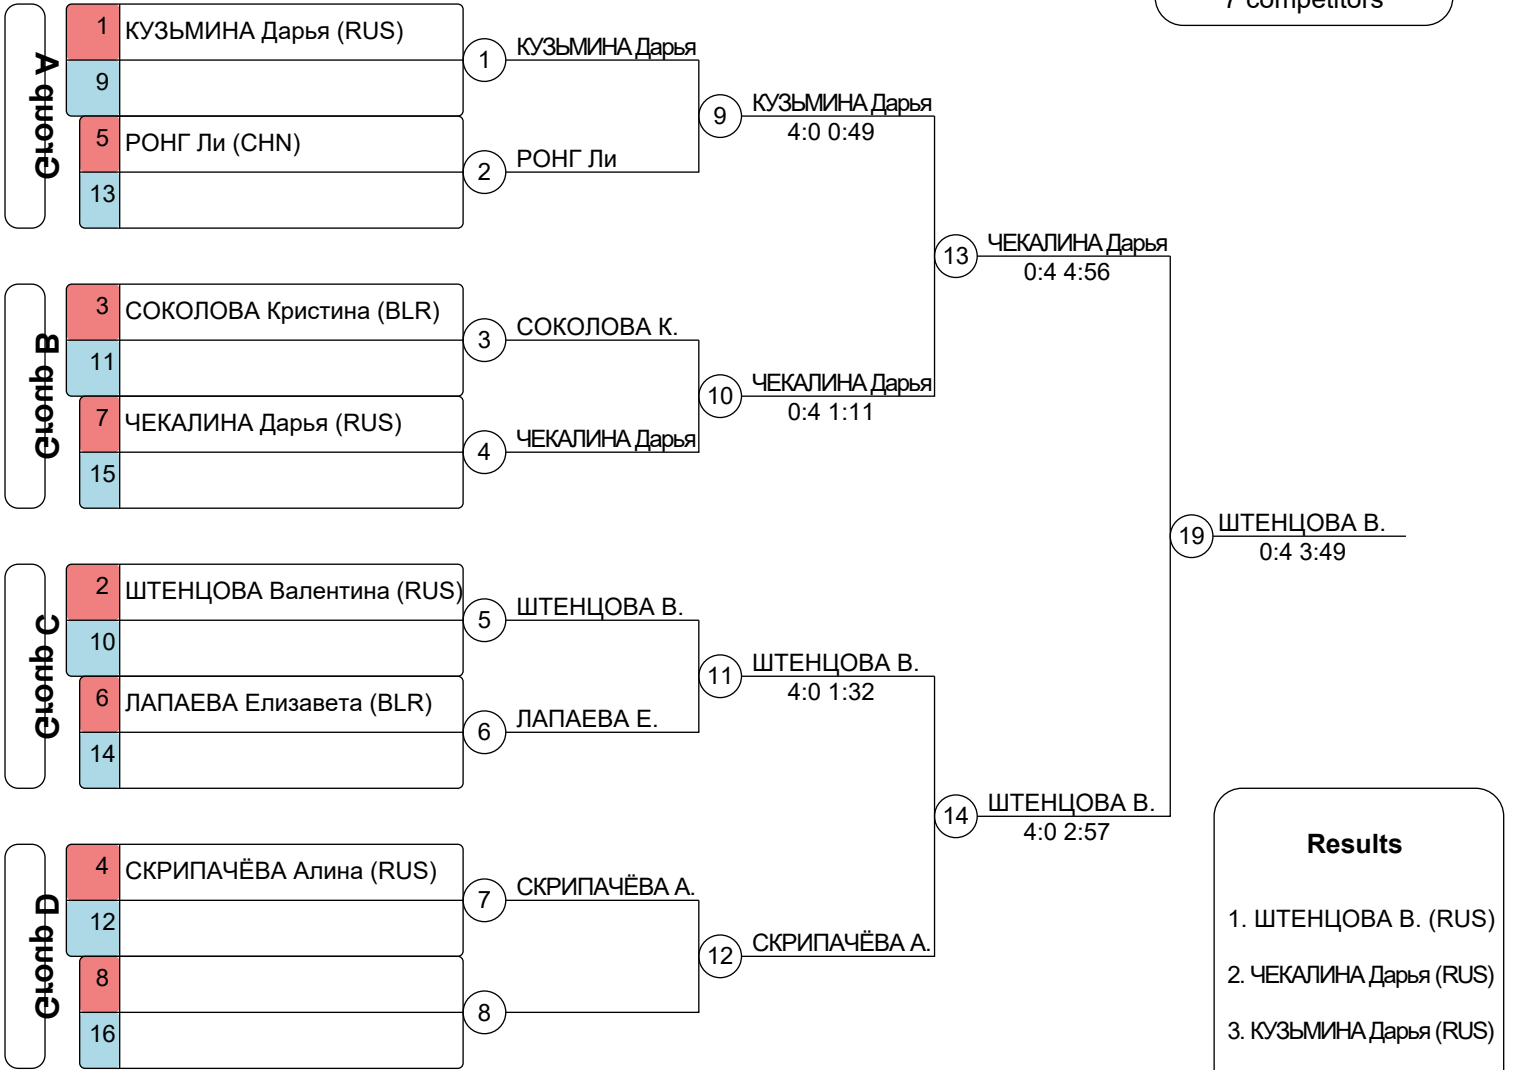 7 competitors
Group A
1 КУЗЬМИНА Дарья (RUS)
9
5 РОНГ Ли (CHN)
13
1 КУЗЬМИНА Дарья
2 РОНГ Ли
9 КУЗЬМИНА Дарья
4:0 0:49
13 ЧЕКАЛИНА Дарья
0:4 4:56
Group B
3 СОКОЛОВА Кристина (BLR)
11
7 ЧЕКАЛИНА Дарья (RUS)
15
3 СОКОЛОВА К.
4 ЧЕКАЛИНА Дарья
10 ЧЕКАЛИНА Дарья
0:4 1:11
19 ШТЕНЦОВА В.
0:4 3:49
Group C
2 ШТЕНЦОВА Валентина (RUS)
10
6 ЛАПАЕВА Елизавета (BLR)
14
5 ШТЕНЦОВА В.
6 ЛАПАЕВА Е.
11 ШТЕНЦОВА В.
4:0 1:32
14 ШТЕНЦОВА В.
4:0 2:57
Group D
4 СКРИПАЧЁВА Алина (RUS)
12
8
16
7 СКРИПАЧЁВА А.
8
12 СКРИПАЧЁВА А.
Results
1. ШТЕНЦОВА В. (RUS)
2. ЧЕКАЛИНА Дарья (RUS)
3. КУЗЬМИНА Дарья (RUS)